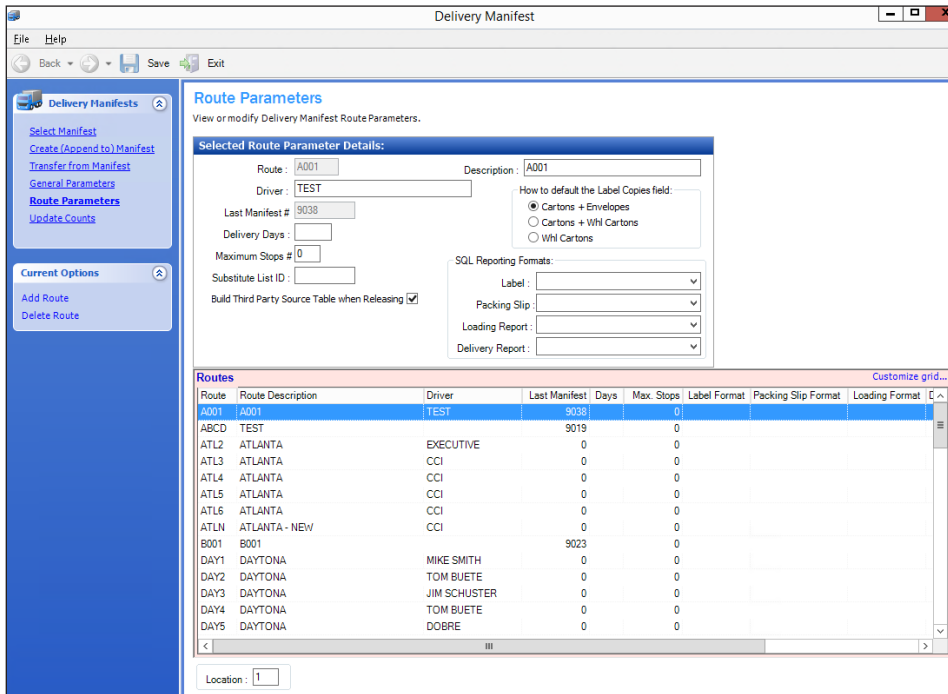 Delivery Manifest
File Help
Back Save Exit
Delivery Manifests
Select Manifest
Create (Append to) Manifest
Transfer from Manifest
General Parameters
Route Parameters
Update Counts
Current Options
Add Route
Delete Route
Route Parameters
View or modify Delivery Manifest Route Parameters.
Selected Route Parameter Details:
Route : A001 Description : A001
Driver : TEST
Last Manifest # 9038
Delivery Days :
Maximum Stops # 0
Substitute List ID :
Build Third Party Source Table when Releasing
How to default the Label Copies field:
Cartons + Envelopes
Cartons + Whl Cartons
Whl Cartons
SQL Reporting Formats:
Label :
Packing Slip :
Loading Report :
Delivery Report :
Routes Customize grid...
Route Route Description Driver Last Manifest Days Max. Stops Label Format Packing Slip Format Loading Format D
A001 A001 TEST 9038 0
ABCD TEST 9019 0
ATL2 ATLANTA EXECUTIVE 0 0
ATL3 ATLANTA CCI 0 0
ATL4 ATLANTA CCI 0 0
ATL5 ATLANTA CCI 0 0
ATL6 ATLANTA CCI 0 0
ATLN ATLANTA - NEW CCI 0 0
B001 B001 9023 0
DAY1 DAYTONA MIKE SMITH 0 0
DAY2 DAYTONA TOM BUETE 0 0
DAY3 DAYTONA JIM SCHUSTER 0 0
DAY4 DAYTONA TOM BUETE 0 0
DAY5 DAYTONA DOBRE 0 0
Location : 1